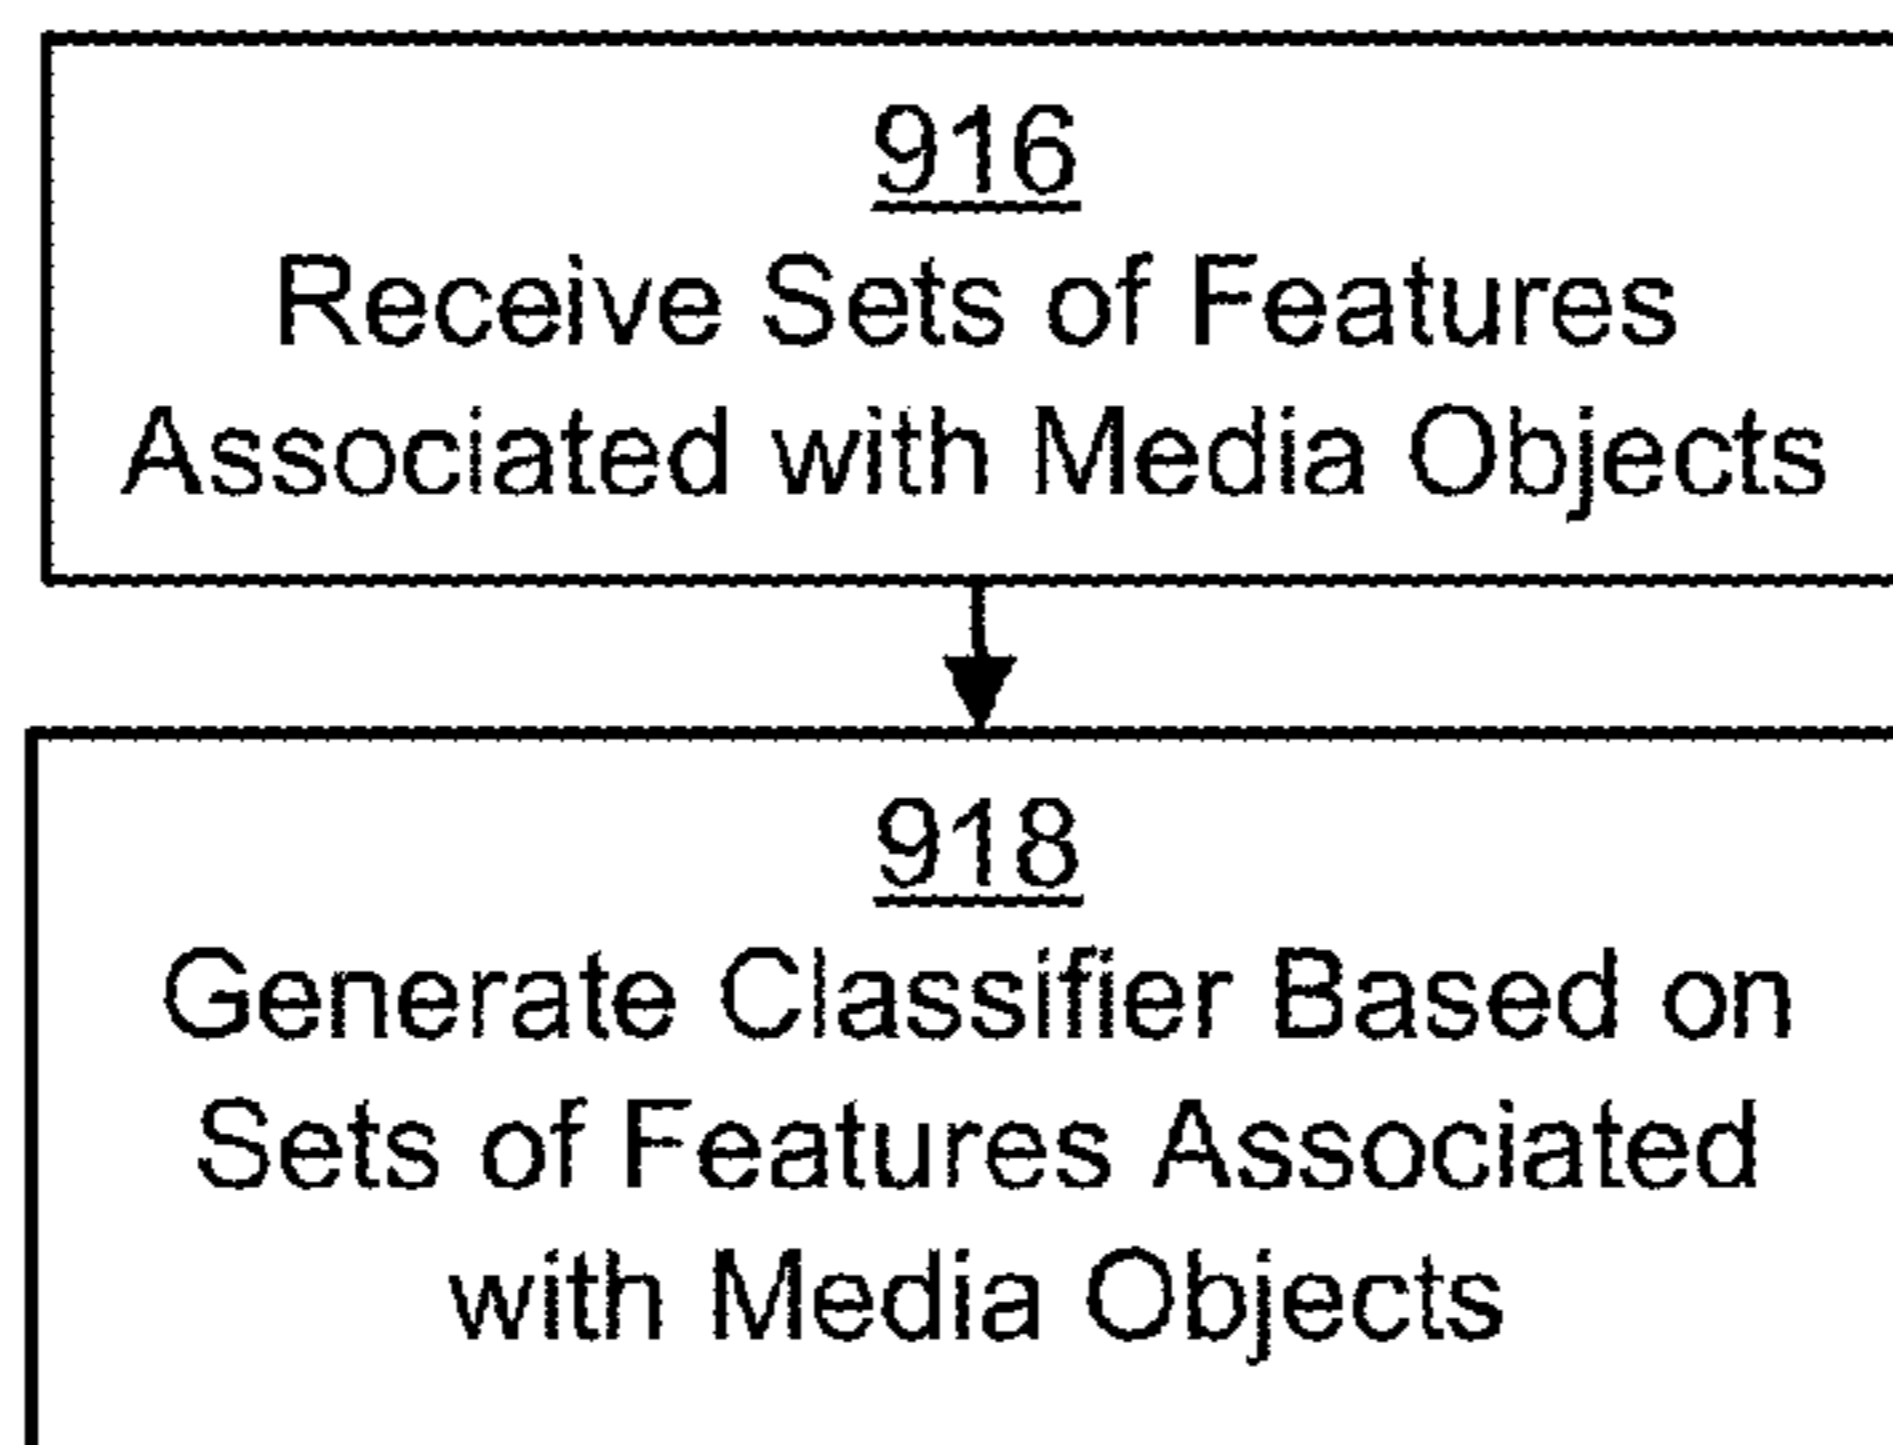 916
Receive Sets of Features
Associated with Media Objects
918
Generate Classifier Based on
Sets of Features Associated
with Media Objects